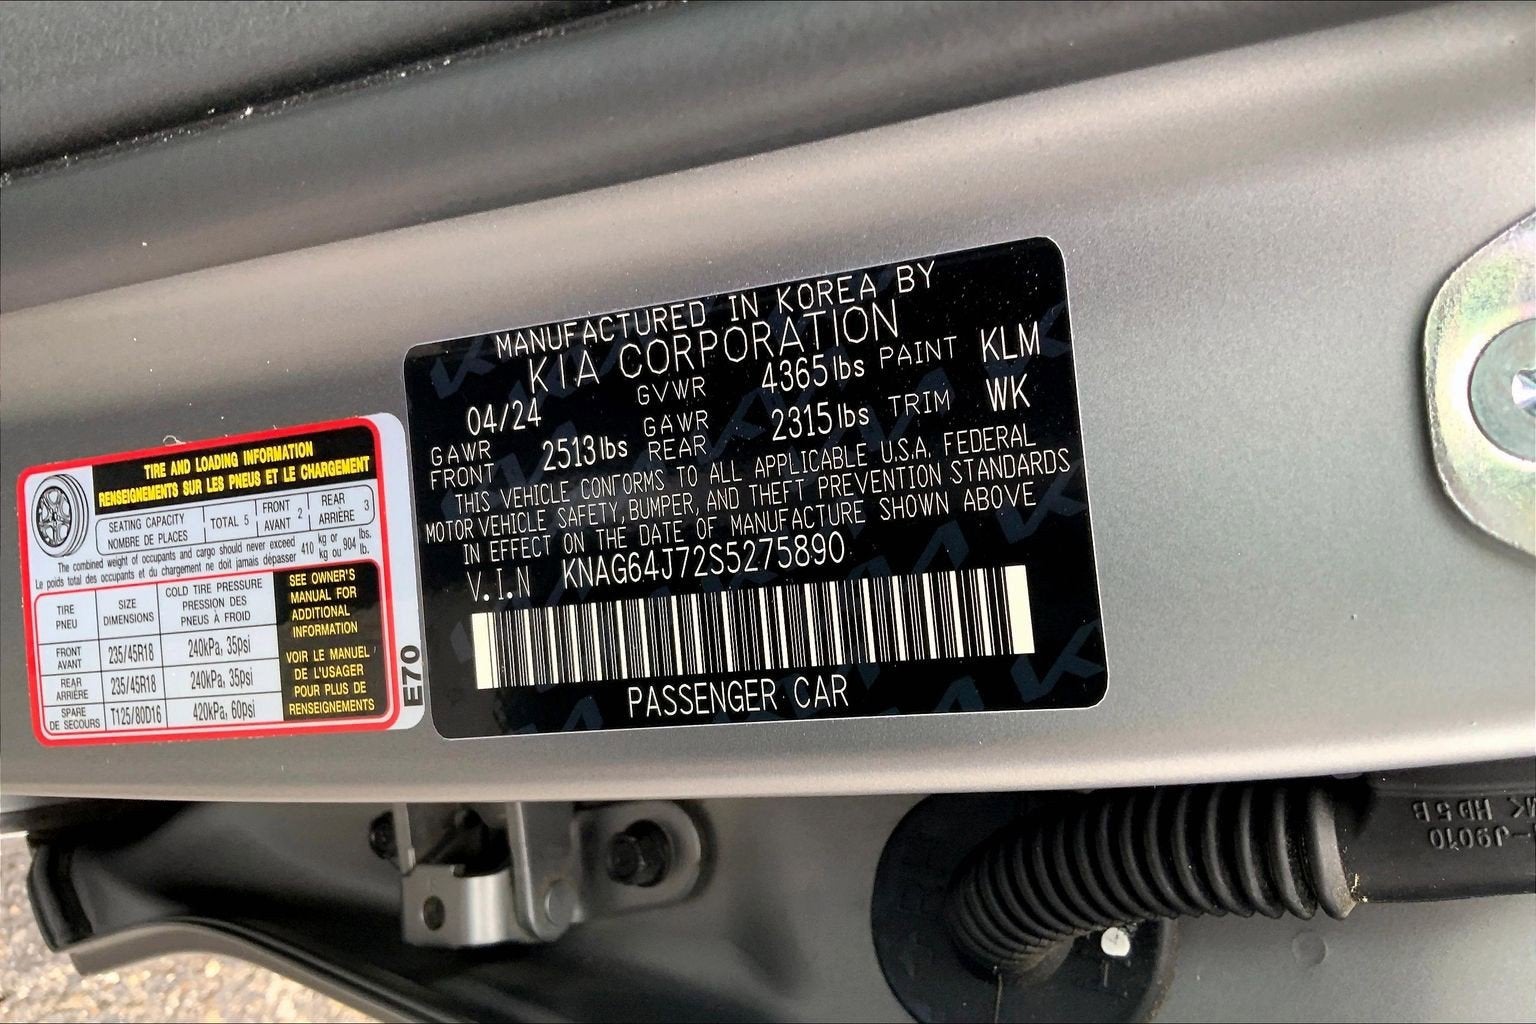 TIRE AND LOADING INFORMATION
RENSEIGNEMENTS SUR LES PNEUS ET LE CHARGEMENT
SEATING CAPACITY
NOMBRE DE PLACES
TOTAL 5
FRONT
AVANT 2
REAR
ARRIÈRE 3
The combined weight of occupants and cargo should never exceed 410 kg or 904 lbs.
Le poids total des occupants et du chargement ne doit jamais dépasser 410 kg ou 904 lb.
TIRE
PNEU
SIZE
DIMENSIONS
COLD TIRE PRESSURE
PRESSION DES
PNEUS À FROID
FRONT
AVANT
235/45R18
240kPa, 35psi
REAR
ARRIÈRE
235/45R18
240kPa, 35psi
SPARE
DE SECOURS
T125/80D16
420kPa, 60psi
SEE OWNER'S
MANUAL FOR
ADDITIONAL
INFORMATION
VOIR LE MANUEL
DE L'USAGER
POUR PLUS DE
RENSEIGNEMENTS
E70
MANUFACTURED IN KOREA BY
KIA CORPORATION
04/24 GVWR 4365 lbs PAINT KLM
GAWR FRONT 2513 lbs GAWR REAR 2315 lbs TRIM WK
THIS VEHICLE CONFORMS TO ALL APPLICABLE U.S.A. FEDERAL
MOTOR VEHICLE SAFETY, BUMPER, AND THEFT PREVENTION STANDARDS
IN EFFECT ON THE DATE OF MANUFACTURE SHOWN ABOVE
V.I.N KNAG64J72S5275890
PASSENGER CAR